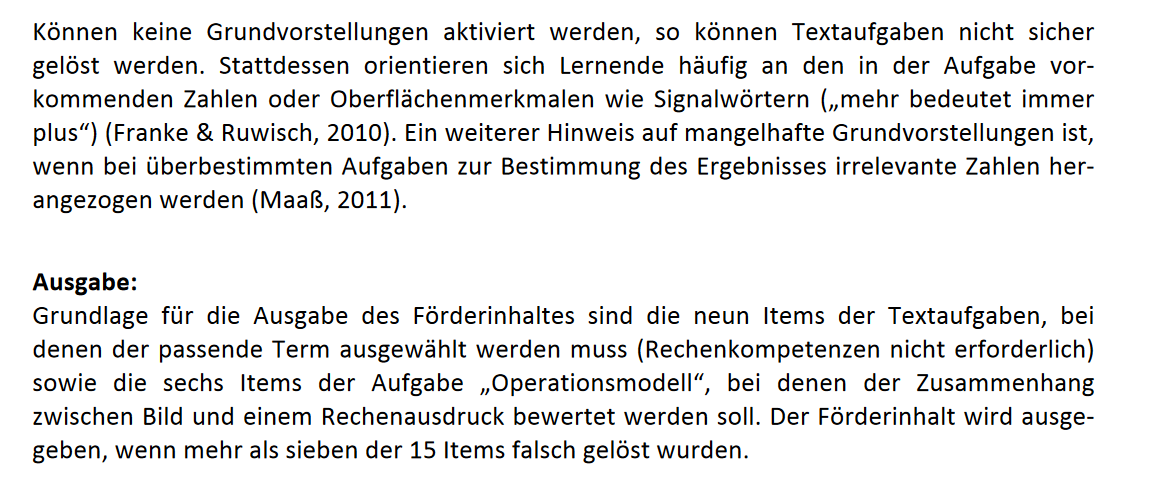 Können keine Grundvorstellungen aktiviert werden, so können Textaufgaben nicht sicher
gelöst werden. Stattdessen orientieren sich Lernende häufig an den in der Aufgabe vor-
kommenden Zahlen oder Oberflächenmerkmalen wie Signalwörtern („mehr bedeutet immer
plus“) (Franke & Ruwisch, 2010). Ein weiterer Hinweis auf mangelhafte Grundvorstellungen ist,
wenn bei überbestimmten Aufgaben zur Bestimmung des Ergebnisses irrelevante Zahlen her-
angezogen werden (Maaß, 2011).
Ausgabe:
Grundlage für die Ausgabe des Förderinhaltes sind die neun Items der Textaufgaben, bei
denen der passende Term ausgewählt werden muss (Rechenkompetenzen nicht erforderlich)
sowie die sechs Items der Aufgabe „Operationsmodell“, bei denen der Zusammenhang
zwischen Bild und einem Rechenausdruck bewertet werden soll. Der Förderinhalt wird ausge-
geben, wenn mehr als sieben der 15 Items falsch gelöst wurden.